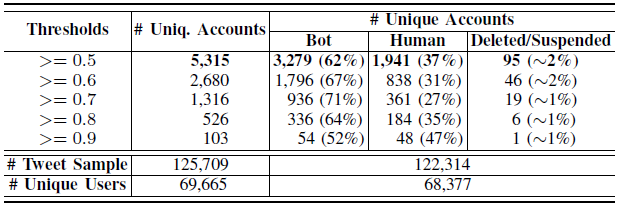 Thresholds # Uniq. Accounts # Unique Accounts
Bot Human Deleted/Suspended
>= 0.5 5,315 3,279 (62%) 1,941 (37%) 95 (∼2%)
>= 0.6 2,680 1,796 (67%) 838 (31%) 46 (∼2%)
>= 0.7 1,316 936 (71%) 361 (27%) 19 (∼1%)
>= 0.8 526 336 (64%) 184 (35%) 6 (∼1%)
>= 0.9 103 54 (52%) 48 (47%) 1 (∼1%)
# Tweet Sample 125,709 122,314
# Unique Users 69,665 68,377